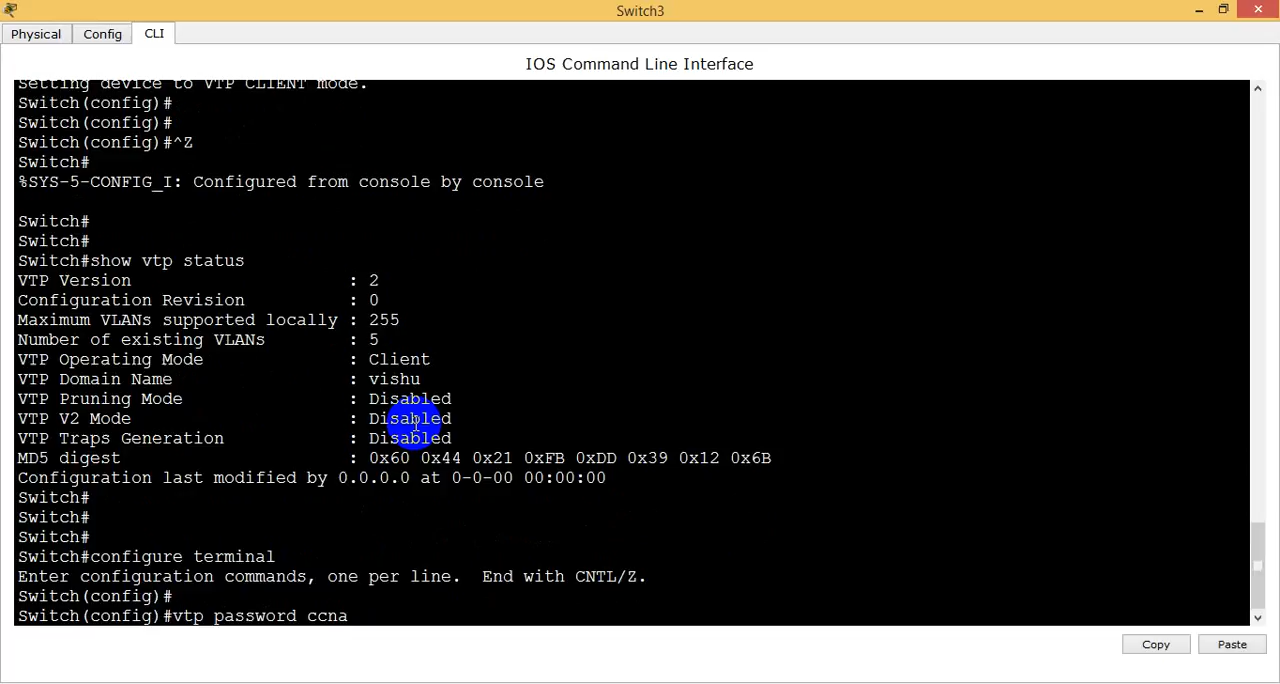 Switch3
Physical Config CLI
IOS Command Line Interface
Setting device to VTP CLIENT mode.
Switch(config)#
Switch(config)#
Switch(config)#^Z
Switch#
%SYS-5-CONFIG_I: Configured from console by console
Switch#
Switch#
Switch#show vtp status
VTP Version : 2
Configuration Revision : 0
Maximum VLANs supported locally : 255
Number of existing VLANs : 5
VTP Operating Mode : Client
VTP Domain Name : vishu
VTP Pruning Mode : Disabled
VTP V2 Mode : Disabled
VTP Traps Generation : Disabled
MD5 digest : 0x60 0x44 0x21 0xFB 0xDD 0x39 0x12 0x6B
Configuration last modified by 0.0.0.0 at 0-0-00 00:00:00
Switch#
Switch#
Switch#
Switch#configure terminal
Enter configuration commands, one per line.  End with CNTL/Z.
Switch(config)#
Switch(config)#vtp password ccna
Copy Paste